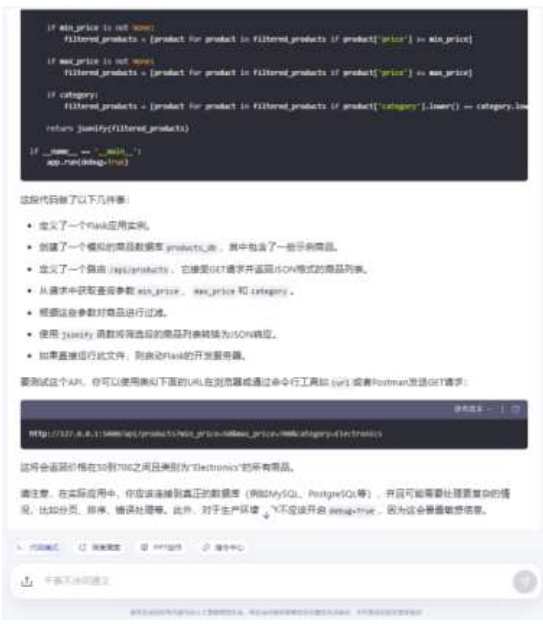 if min_price is not None:
filtered_products = [product for product in filtered_products if product['price'] >= min_price]
if max_price is not None:
filtered_products = [product for product in filtered_products if product['price'] <= max_price]
if category:
filtered_products = [product for product in filtered_products if product['category'].lower() == category.low
return jsonify(filtered_products)
if __name__ == '__main__':
app.run(debug=True)
这段代码做了以下几件事:
• 定义了一个Flask应用实例。
• 创建了一个模拟的商品数据库 products_db ,其中包含了一些示例商品。
• 定义了一个路由 /api/products ,它接受GET请求并返回JSON格式的商品列表。
• 从请求中获取查询参数 min_price 、 max_price 和 category 。
• 根据这些参数对商品进行过滤。
• 使用 jsonify 函数将筛选后的商品列表转换为JSON响应。
• 如果直接运行此文件,则启动Flask的开发服务器。
要测试这个API,你可以使用类似下面的URL在浏览器或通过命令行工具如 curl 或者Postman发送GET请求:
http://127.0.0.1:5000/api/products?min_price=50&max_price=700&category=electronics
这将会返回价格在50到700之间且类别为"Electronics"的所有商品。
请注意,在实际应用中,你应该连接到真正的数据库(例如MySQL、PostgreSQL等),并且可能需要处理更复杂的情
况,比如分页、排序、错误处理等。此外,对于生产环境 不应该开启 debug=True ,因为这会暴露敏感信息。
代码模式
PPT创作
指令中心
千事不决问通义